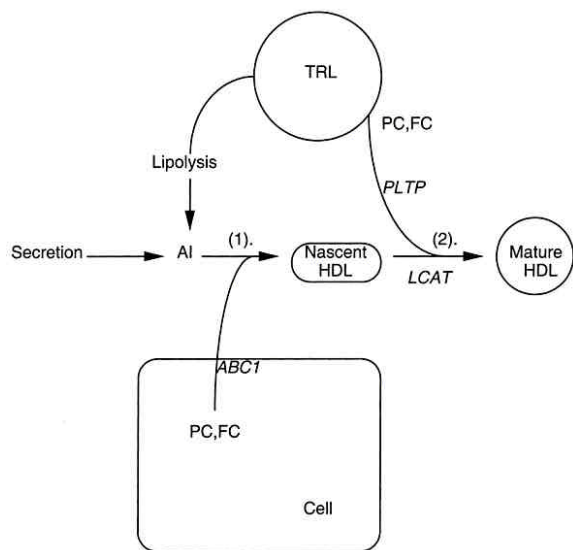 TRL
PC,FC
Lipolysis
PLTP
Secretion
AI
(1).
Nascent
HDL
(2).
LCAT
Mature
HDL
ABC1
PC,FC
Cell